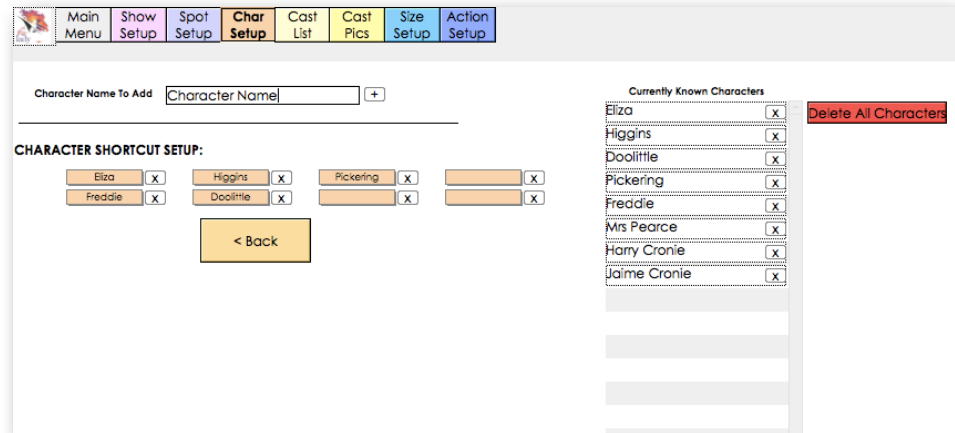 Main Menu
Show Setup
Spot Setup
Char Setup
Cast List
Cast Pics
Size Setup
Action Setup
Character Name To Add
Character Name
+
CHARACTER SHORTCUT SETUP:
Eliza x Higgins x Pickering x x
Freddie x Doolittle x x x
< Back
Currently Known Characters
Eliza x
Higgins x
Doolittle x
Pickering x
Freddie x
Mrs Pearce x
Harry Cronie x
Jaime Cronie x
Delete All Characters